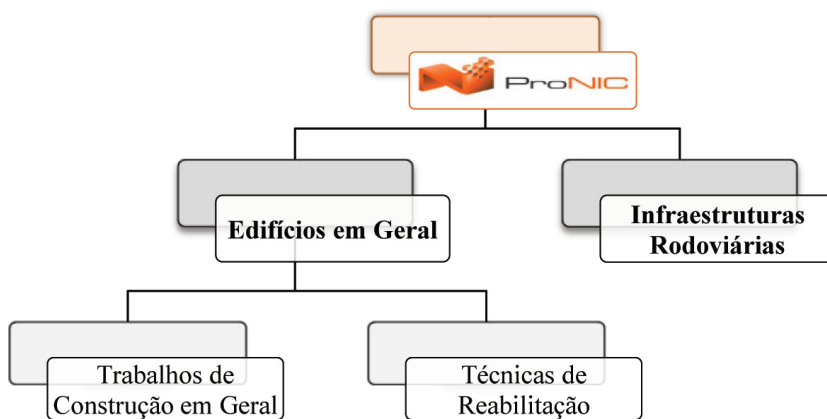 ProNIC
Edifícios em Geral
Infraestruturas
Rodoviárias
Trabalhos de
Construção em Geral
Técnicas de
Reabilitação